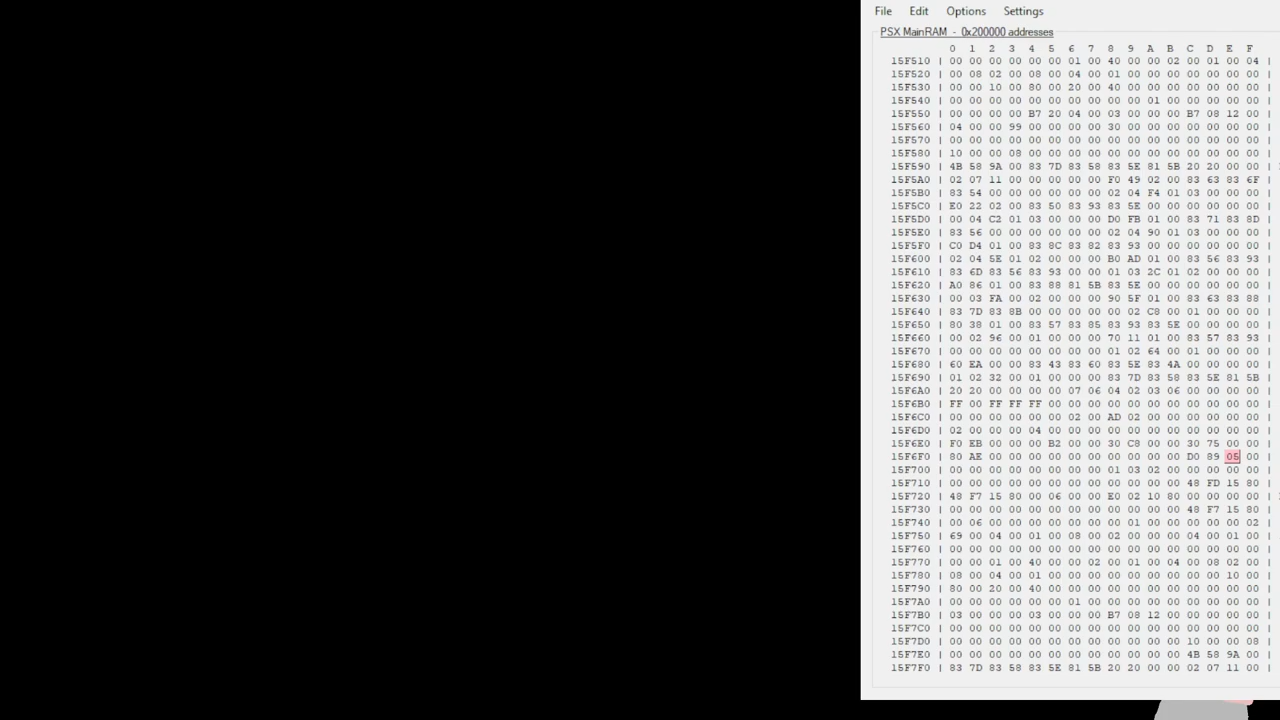 File Edit Options Settings
PSX MainRAM - 0x200000 addresses
0 1 2 3 4 5 6 7 8 9 A B C D E F
15F510 | 00 00 00 00 00 00 01 00 40 00 00 02 00 01 00 04 |
15F520 | 00 08 02 00 08 00 04 00 01 00 00 00 00 00 00 00 |
15F530 | 00 00 10 00 80 00 20 00 40 00 00 00 00 00 00 00 |
15F540 | 00 00 00 00 00 00 00 00 00 00 01 00 00 00 00 00 |
15F550 | 00 00 00 00 B7 20 04 00 03 00 00 00 B7 08 12 00 |
15F560 | 04 00 00 99 00 00 00 00 30 00 00 00 00 00 00 00 |
15F570 | 00 00 00 00 00 00 00 00 00 00 00 00 00 00 00 00 |
15F580 | 10 00 00 08 00 00 00 00 00 00 00 00 00 00 00 00 |
15F590 | 4B 58 9A 00 83 7D 83 58 83 5E 81 5B 20 20 00 00 |
15F5A0 | 02 07 11 00 00 00 00 00 F0 49 02 00 83 63 83 6F |
15F5B0 | 83 54 00 00 00 00 00 00 02 04 F4 01 03 00 00 00 |
15F5C0 | E0 22 02 00 83 50 83 93 83 5E 00 00 00 00 00 00 |
15F5D0 | 00 04 C2 01 03 00 00 00 D0 FB 01 00 83 71 83 8D |
15F5E0 | 83 56 00 00 00 00 00 00 02 04 90 01 03 00 00 00 |
15F5F0 | C0 D4 01 00 83 8C 83 82 83 93 00 00 00 00 00 00 |
15F600 | 02 04 5E 01 02 00 00 00 B0 AD 01 00 83 56 83 93 |
15F610 | 83 6D 83 56 83 93 00 00 01 03 2C 01 02 00 00 00 |
15F620 | A0 86 01 00 83 88 81 5B 83 5E 00 00 00 00 00 00 |
15F630 | 00 03 FA 00 02 00 00 00 90 5F 01 00 83 63 83 88 |
15F640 | 83 7D 83 8B 00 00 00 00 00 02 C8 00 01 00 00 00 |
15F650 | 80 38 01 00 83 57 83 85 83 93 83 5E 00 00 00 00 |
15F660 | 00 02 96 00 01 00 00 00 70 11 01 00 83 57 83 93 |
15F670 | 00 00 00 00 00 00 00 00 01 02 64 00 01 00 00 00 |
15F680 | 60 EA 00 00 83 43 83 60 83 5E 83 4A 00 00 00 00 |
15F690 | 01 02 32 00 01 00 00 00 83 7D 83 58 83 5E 81 5B |
15F6A0 | 20 20 00 00 00 00 07 06 04 02 03 06 00 00 00 00 |
15F6B0 | FF 00 FF FF FF 00 00 00 00 00 00 00 00 00 00 00 |
15F6C0 | 00 00 00 00 00 00 02 00 AD 02 00 00 00 00 00 00 |
15F6D0 | 02 00 00 00 04 00 00 00 00 00 00 00 00 00 00 00 |
15F6E0 | F0 EB 00 00 00 B2 00 00 30 C8 00 00 30 75 00 00 |
15F6F0 | 80 AE 00 00 00 00 00 00 00 00 00 00 D0 89 05 00 |
15F700 | 00 00 00 00 00 00 00 00 01 03 02 00 00 00 00 00 |
15F710 | 00 00 00 00 00 00 00 00 00 00 00 00 48 FD 15 80 |
15F720 | 48 F7 15 80 00 06 00 00 E0 02 10 80 00 00 00 00 |
15F730 | 00 00 00 00 00 00 00 00 00 00 00 00 48 F7 15 80 |
15F740 | 00 06 00 00 00 00 00 00 00 01 00 00 00 00 00 02 |
15F750 | 69 00 04 00 01 00 08 00 02 00 00 00 04 00 01 00 |
15F760 | 00 00 00 00 00 00 00 00 00 00 00 00 00 00 00 00 |
15F770 | 00 00 01 00 40 00 00 02 00 01 00 04 00 08 02 00 |
15F780 | 08 00 04 00 01 00 00 00 00 00 00 00 00 00 10 00 |
15F790 | 80 00 20 00 40 00 00 00 00 00 00 00 00 00 00 00 |
15F7A0 | 00 00 00 00 00 00 01 00 00 00 00 00 00 00 00 00 |
15F7B0 | 03 00 00 00 03 00 00 00 B7 08 12 00 00 00 00 00 |
15F7C0 | 00 00 00 00 00 00 00 00 00 00 00 00 00 00 00 00 |
15F7D0 | 00 00 00 00 00 00 00 00 00 00 00 00 10 00 00 08 |
15F7E0 | 00 00 00 00 00 00 00 00 00 00 00 00 4B 58 9A 00 |
15F7F0 | 83 7D 83 58 83 5E 81 5B 20 20 00 00 02 07 11 00 |